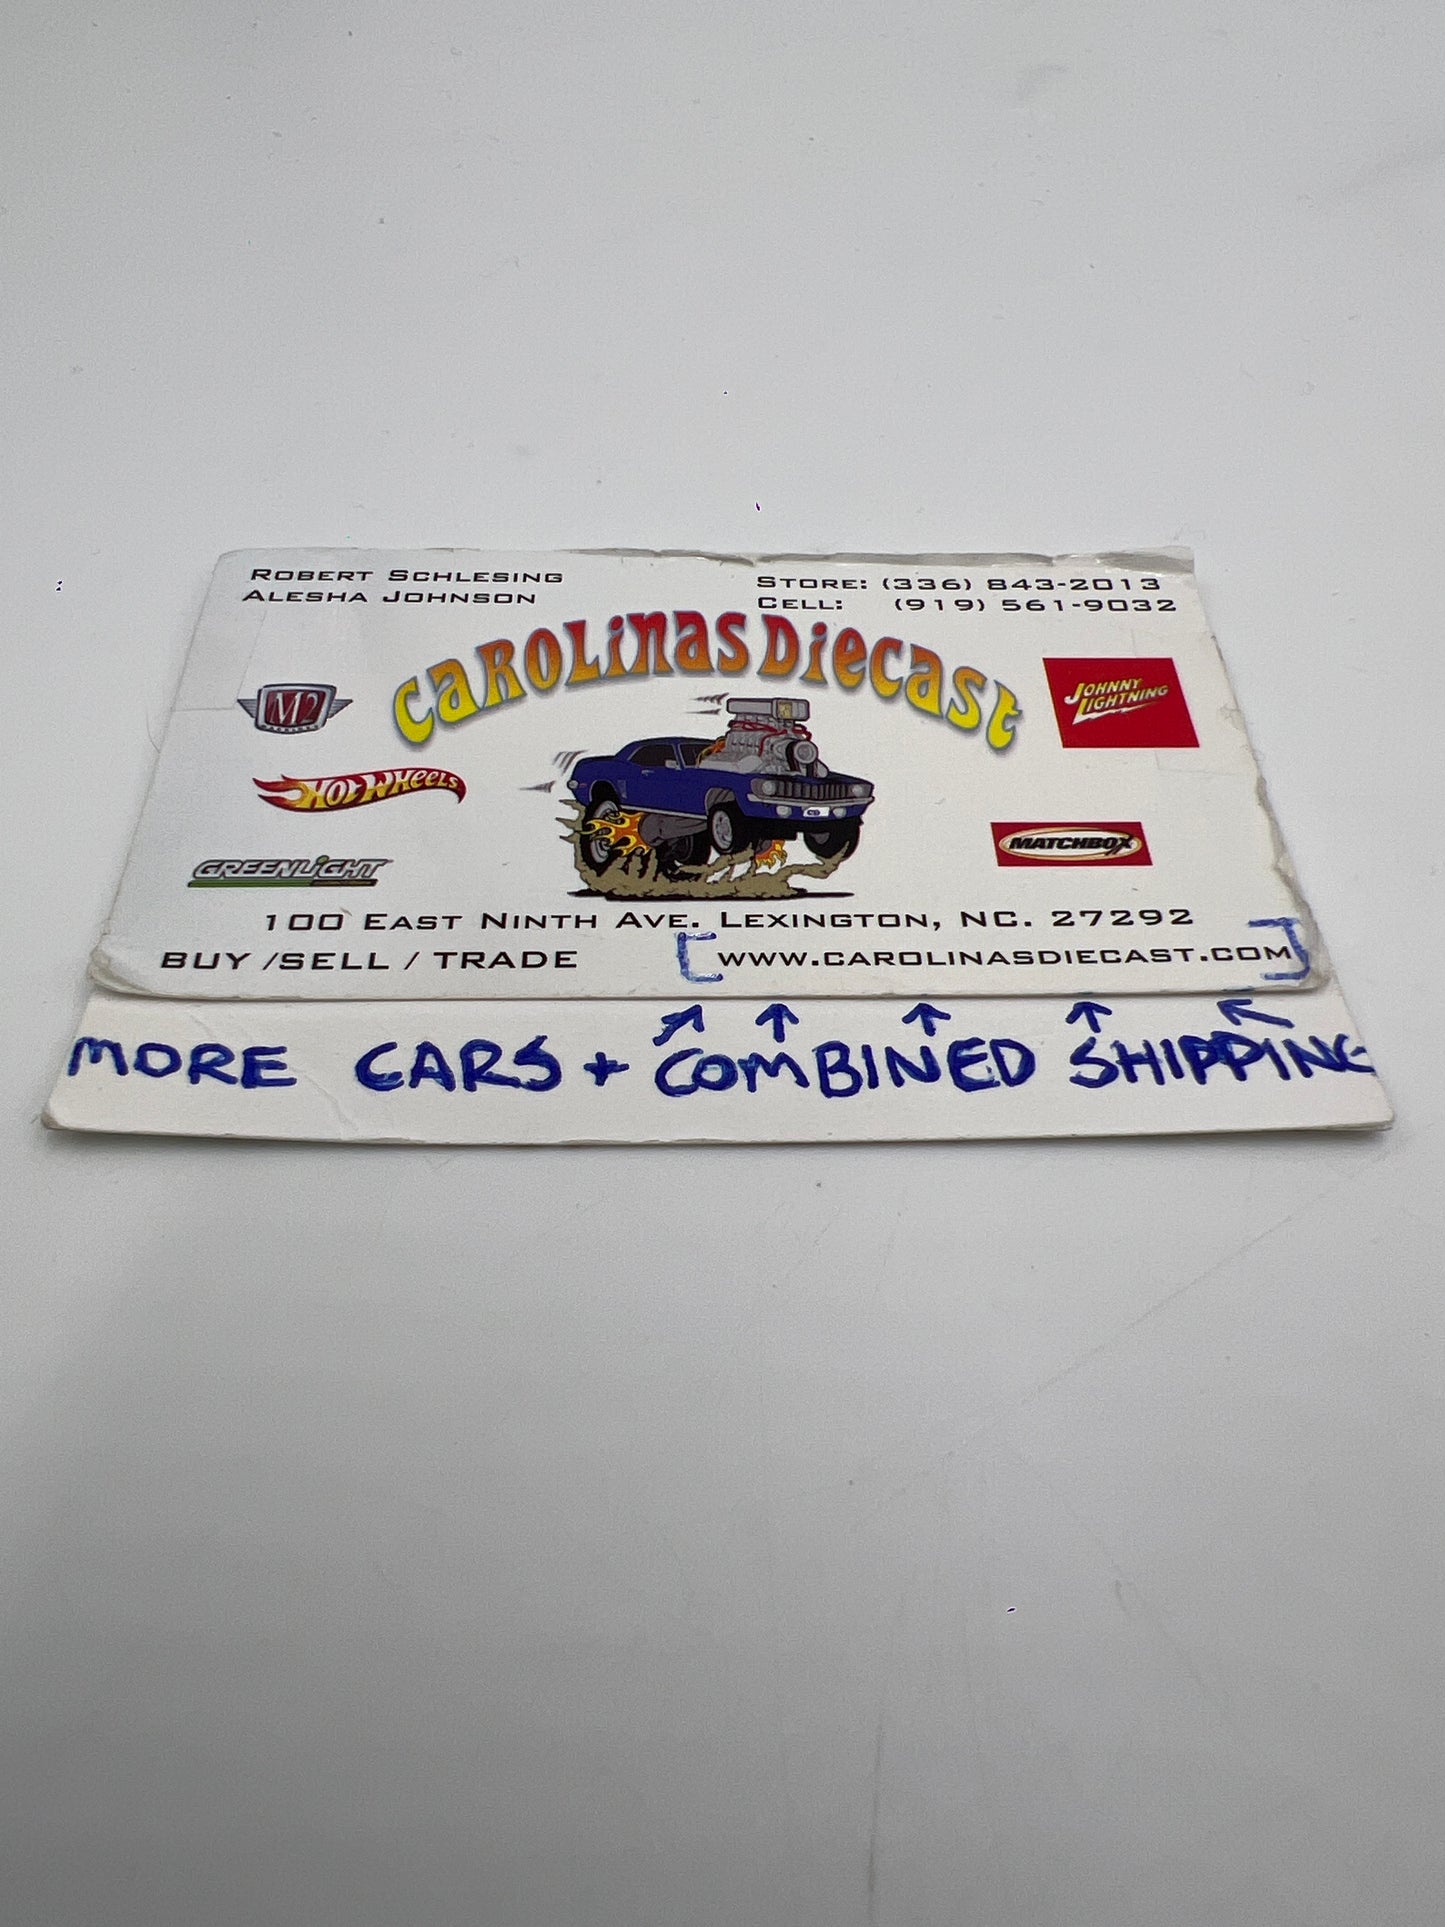 ROBERT SCHLESING
ALESHA JOHNSON
STORE: (336) 843-2013
CELL: (919) 561-9032
CAROLINAS DIECAST
M2
JOHNNY LIGHTNING
HOT WHEELS
MATCHBOX
GREENLIGHT
100 EAST NINTH AVE. LEXINGTON, NC. 27292
BUY /SELL / TRADE [WWW.CAROLINASDIECAST.COM]
MORE CARS + COMBINED SHIPPING